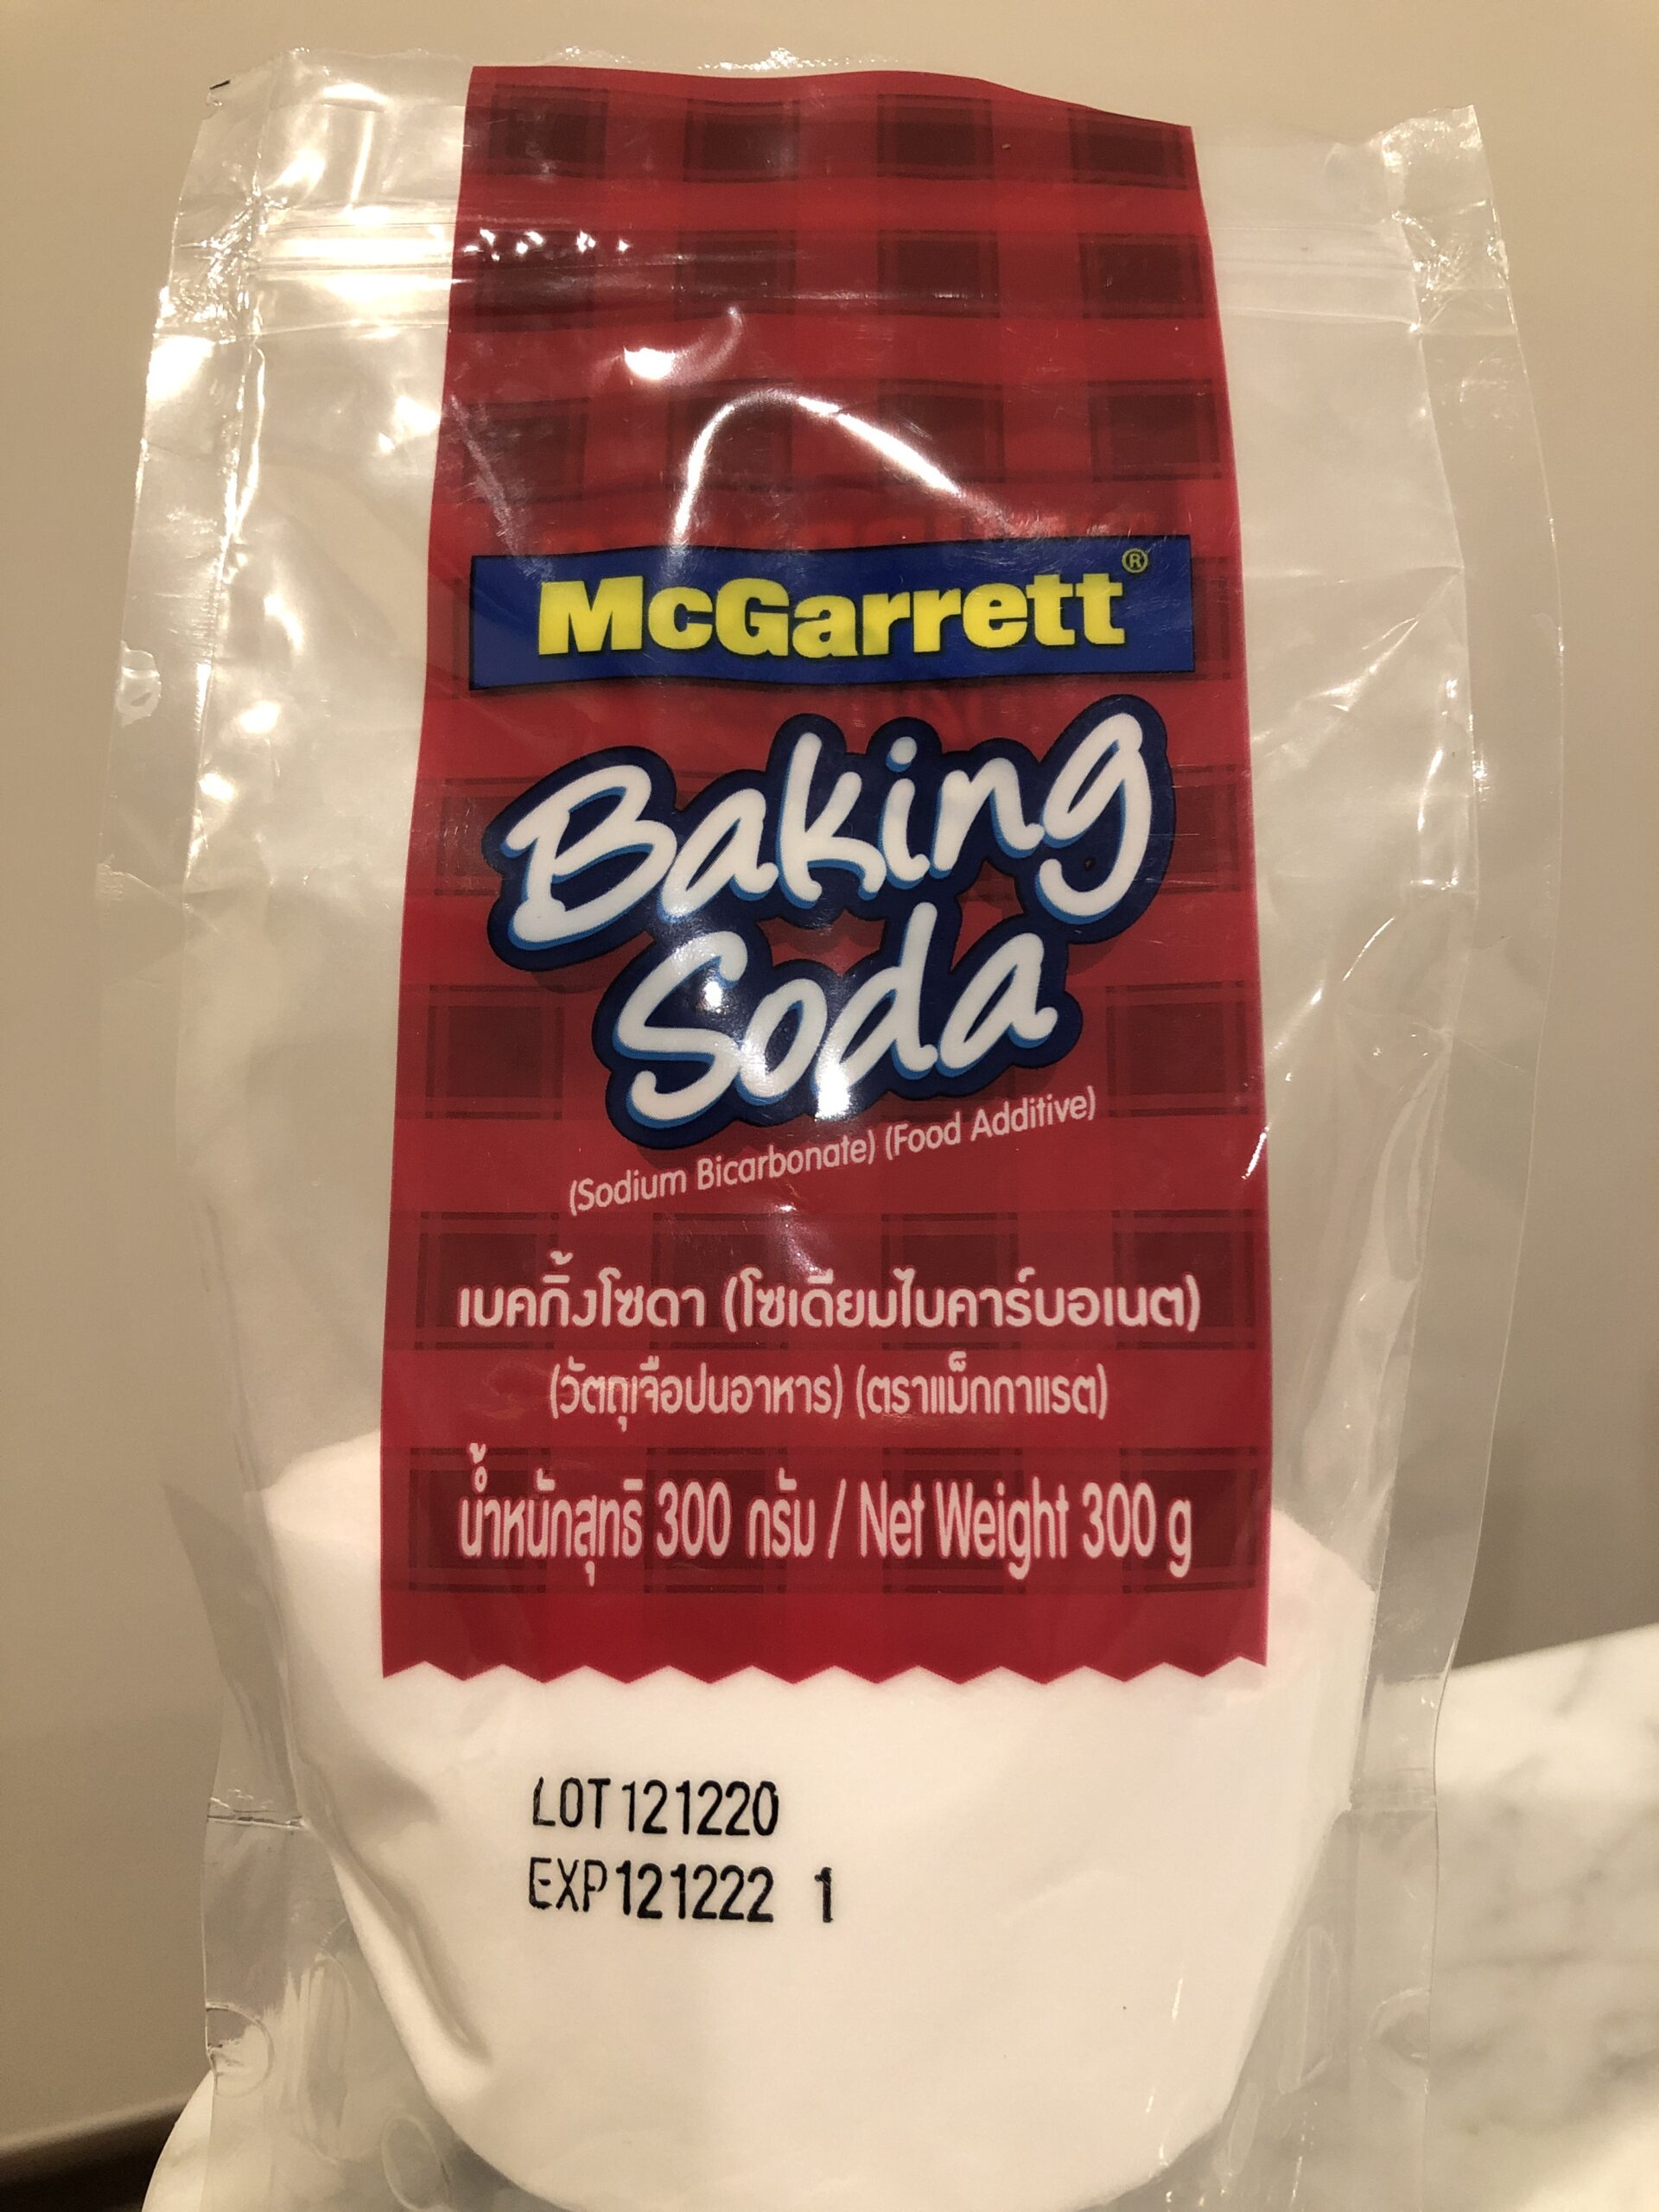 McGarrett®
Baking
Soda
(Sodium Bicarbonate) (Food Additive)
เบคกิ้งโซดา (โซเดียมไบคาร์บอเนต)
(วัตถุเจือปนอาหาร) (ตราแม็กกาแรต)
น้ำหนักสุทธิ 300 กรัม / Net Weight 300 g
LOT 121220
EXP 121222 1